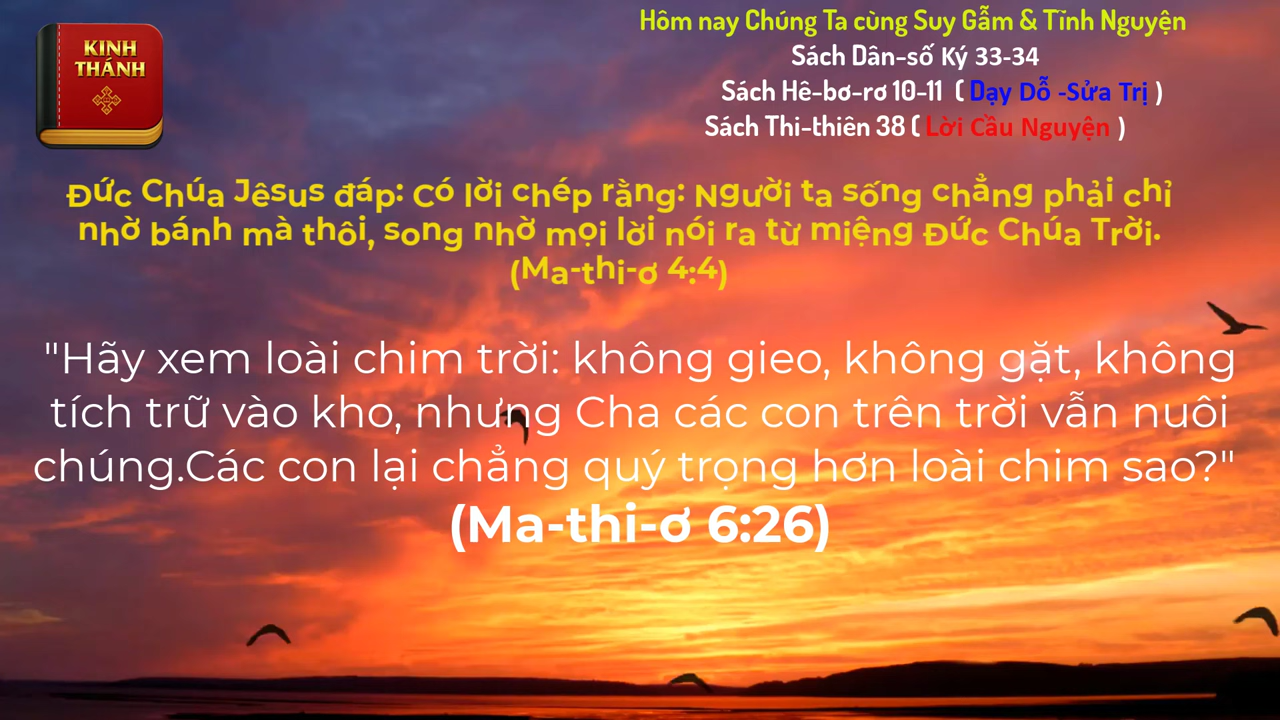 KINH
THÁNH
Hôm nay Chúng Ta cùng Suy Gẫm & Tĩnh Nguyện
Sách Dân-số Ký 33-34
Sách Hê-bơ-rơ 10-11 ( Dạy Dỗ -Sửa Trị )
Sách Thi-thiên 38 ( Lời Cầu Nguyện )
Đức Chúa Jêsus đáp: Có lời chép rằng: Người ta sống chẳng phải chỉ
nhờ bánh mà thôi, song nhờ mọi lời nói ra từ miệng Đức Chúa Trời.
(Ma-thi-ơ 4:4)
"Hãy xem loài chim trời: không gieo, không gặt, không
tích trữ vào kho, nhưng Cha các con trên trời vẫn nuôi
chúng.Các con lại chẳng quý trọng hơn loài chim sao?"
(Ma-thi-ơ 6:26)